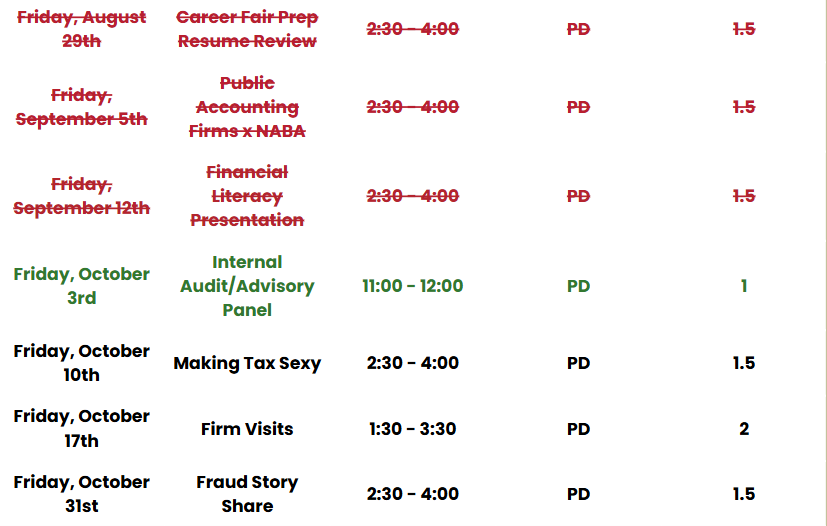 Friday, August 29th Career Fair Prep Resume Review 2:30 - 4:00 PD 1.5
Friday, September 5th Public Accounting Firms x NABA 2:30 - 4:00 PD 1.5
Friday, September 12th Financial Literacy Presentation 2:30 - 4:00 PD 1.5
Friday, October 3rd Internal Audit/Advisory Panel 11:00 - 12:00 PD 1
Friday, October 10th Making Tax Sexy 2:30 - 4:00 PD 1.5
Friday, October 17th Firm Visits 1:30 - 3:30 PD 2
Friday, October 31st Fraud Story Share 2:30 - 4:00 PD 1.5